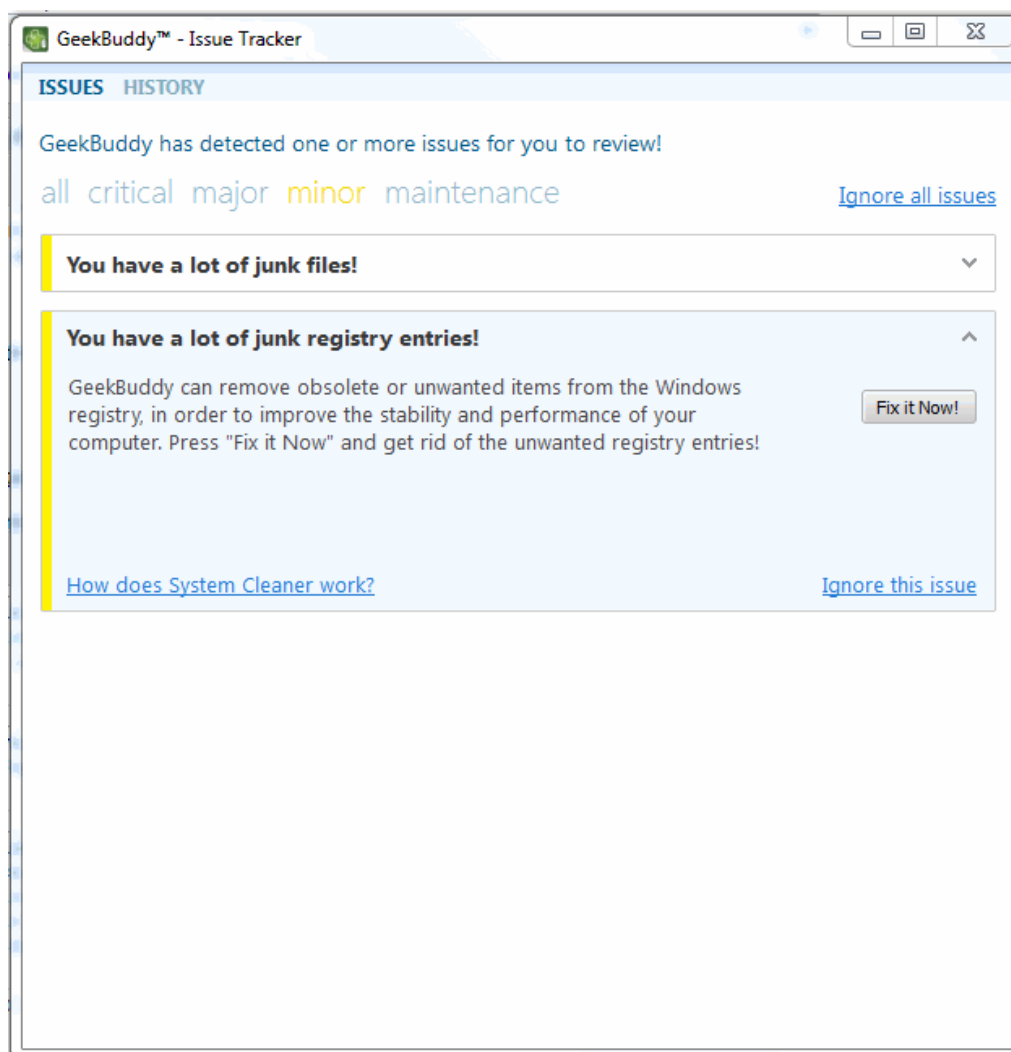 GeekBuddy™ - Issue Tracker
ISSUES HISTORY
GeekBuddy has detected one or more issues for you to review!
all critical major minor maintenance
Ignore all issues
You have a lot of junk files!
You have a lot of junk registry entries!
GeekBuddy can remove obsolete or unwanted items from the Windows
registry, in order to improve the stability and performance of your
computer. Press "Fix it Now" and get rid of the unwanted registry entries!
Fix it Now!
How does System Cleaner work?
Ignore this issue